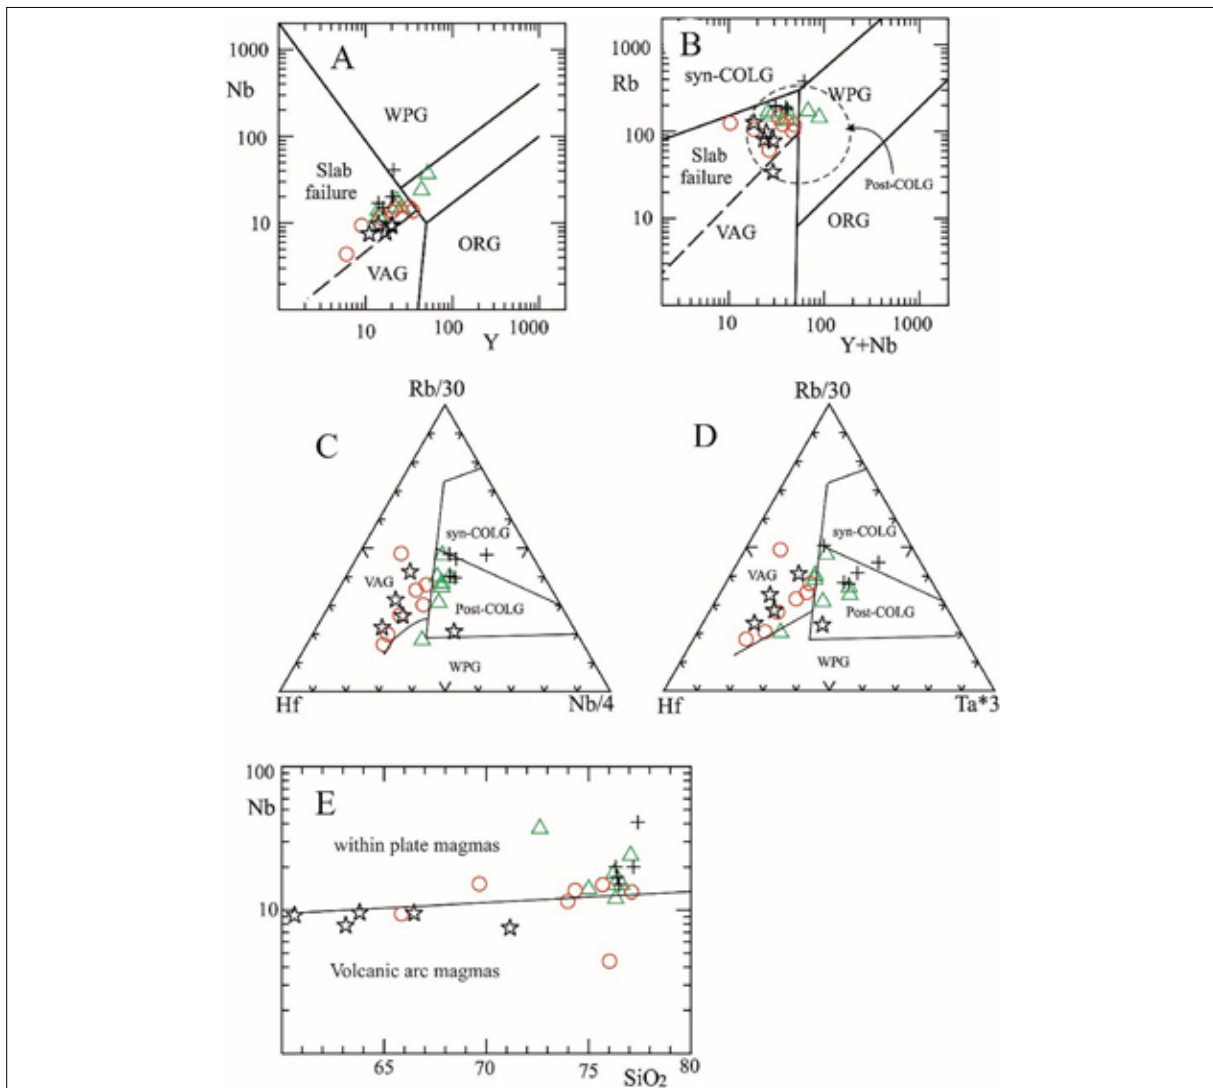 A
1000
Nb
WPG
100
Slab
failure
10
VAG
ORG
10
100
1000
Y
B
1000
Rb
syn-COLG
WPG
100
Slab
failure
Post-COLG
VAG
10
ORG
10
100
1000
Y+Nb
Rb/30
C
syn-COLG
VAG
Post-COLG
WPG
Hf
Nb/4
Rb/30
D
syn-COLG
VAG
Post-COLG
WPG
Hf
Ta*3
100
Nb
E
within plate magmas
10
Volcanic arc magmas
65
70
75
80
SiO₂